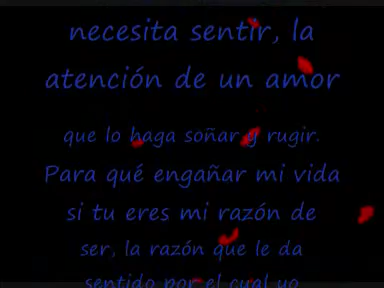 necesita sentir, la
atención de un amor
que lo haga soñar y rugir.
Para qué engañar mi vida
si tu eres mi razón de
ser, la razón que le da
sentido por el cual yo